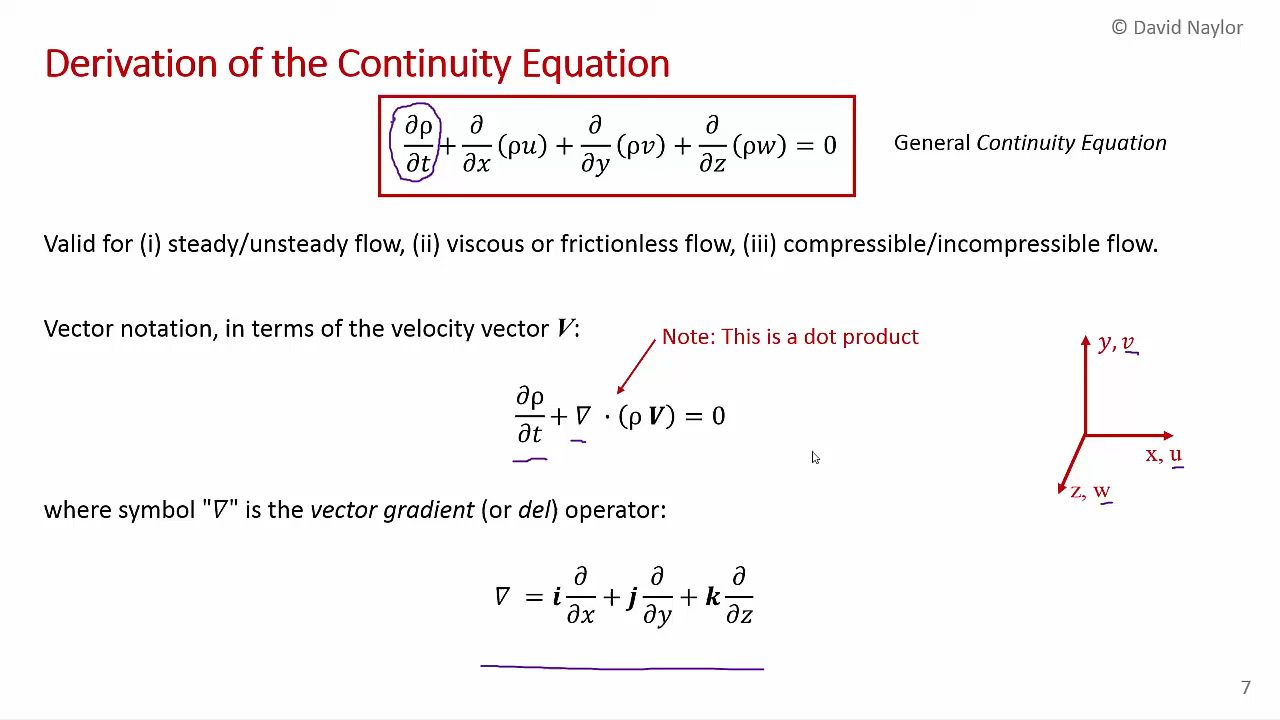 © David Naylor
Derivation of the Continuity Equation
∂ρ/∂t + ∂/∂x (ρu) + ∂/∂y (ρv) + ∂/∂z (ρw) = 0
General Continuity Equation
Valid for (i) steady/unsteady flow, (ii) viscous or frictionless flow, (iii) compressible/incompressible flow.
Vector notation, in terms of the velocity vector V:
Note: This is a dot product
y, v
∂ρ/∂t + ∇ · (ρ V) = 0
x, u
z, w
where symbol "∇" is the vector gradient (or del) operator:
∇ = i ∂/∂x + j ∂/∂y + k ∂/∂z
7